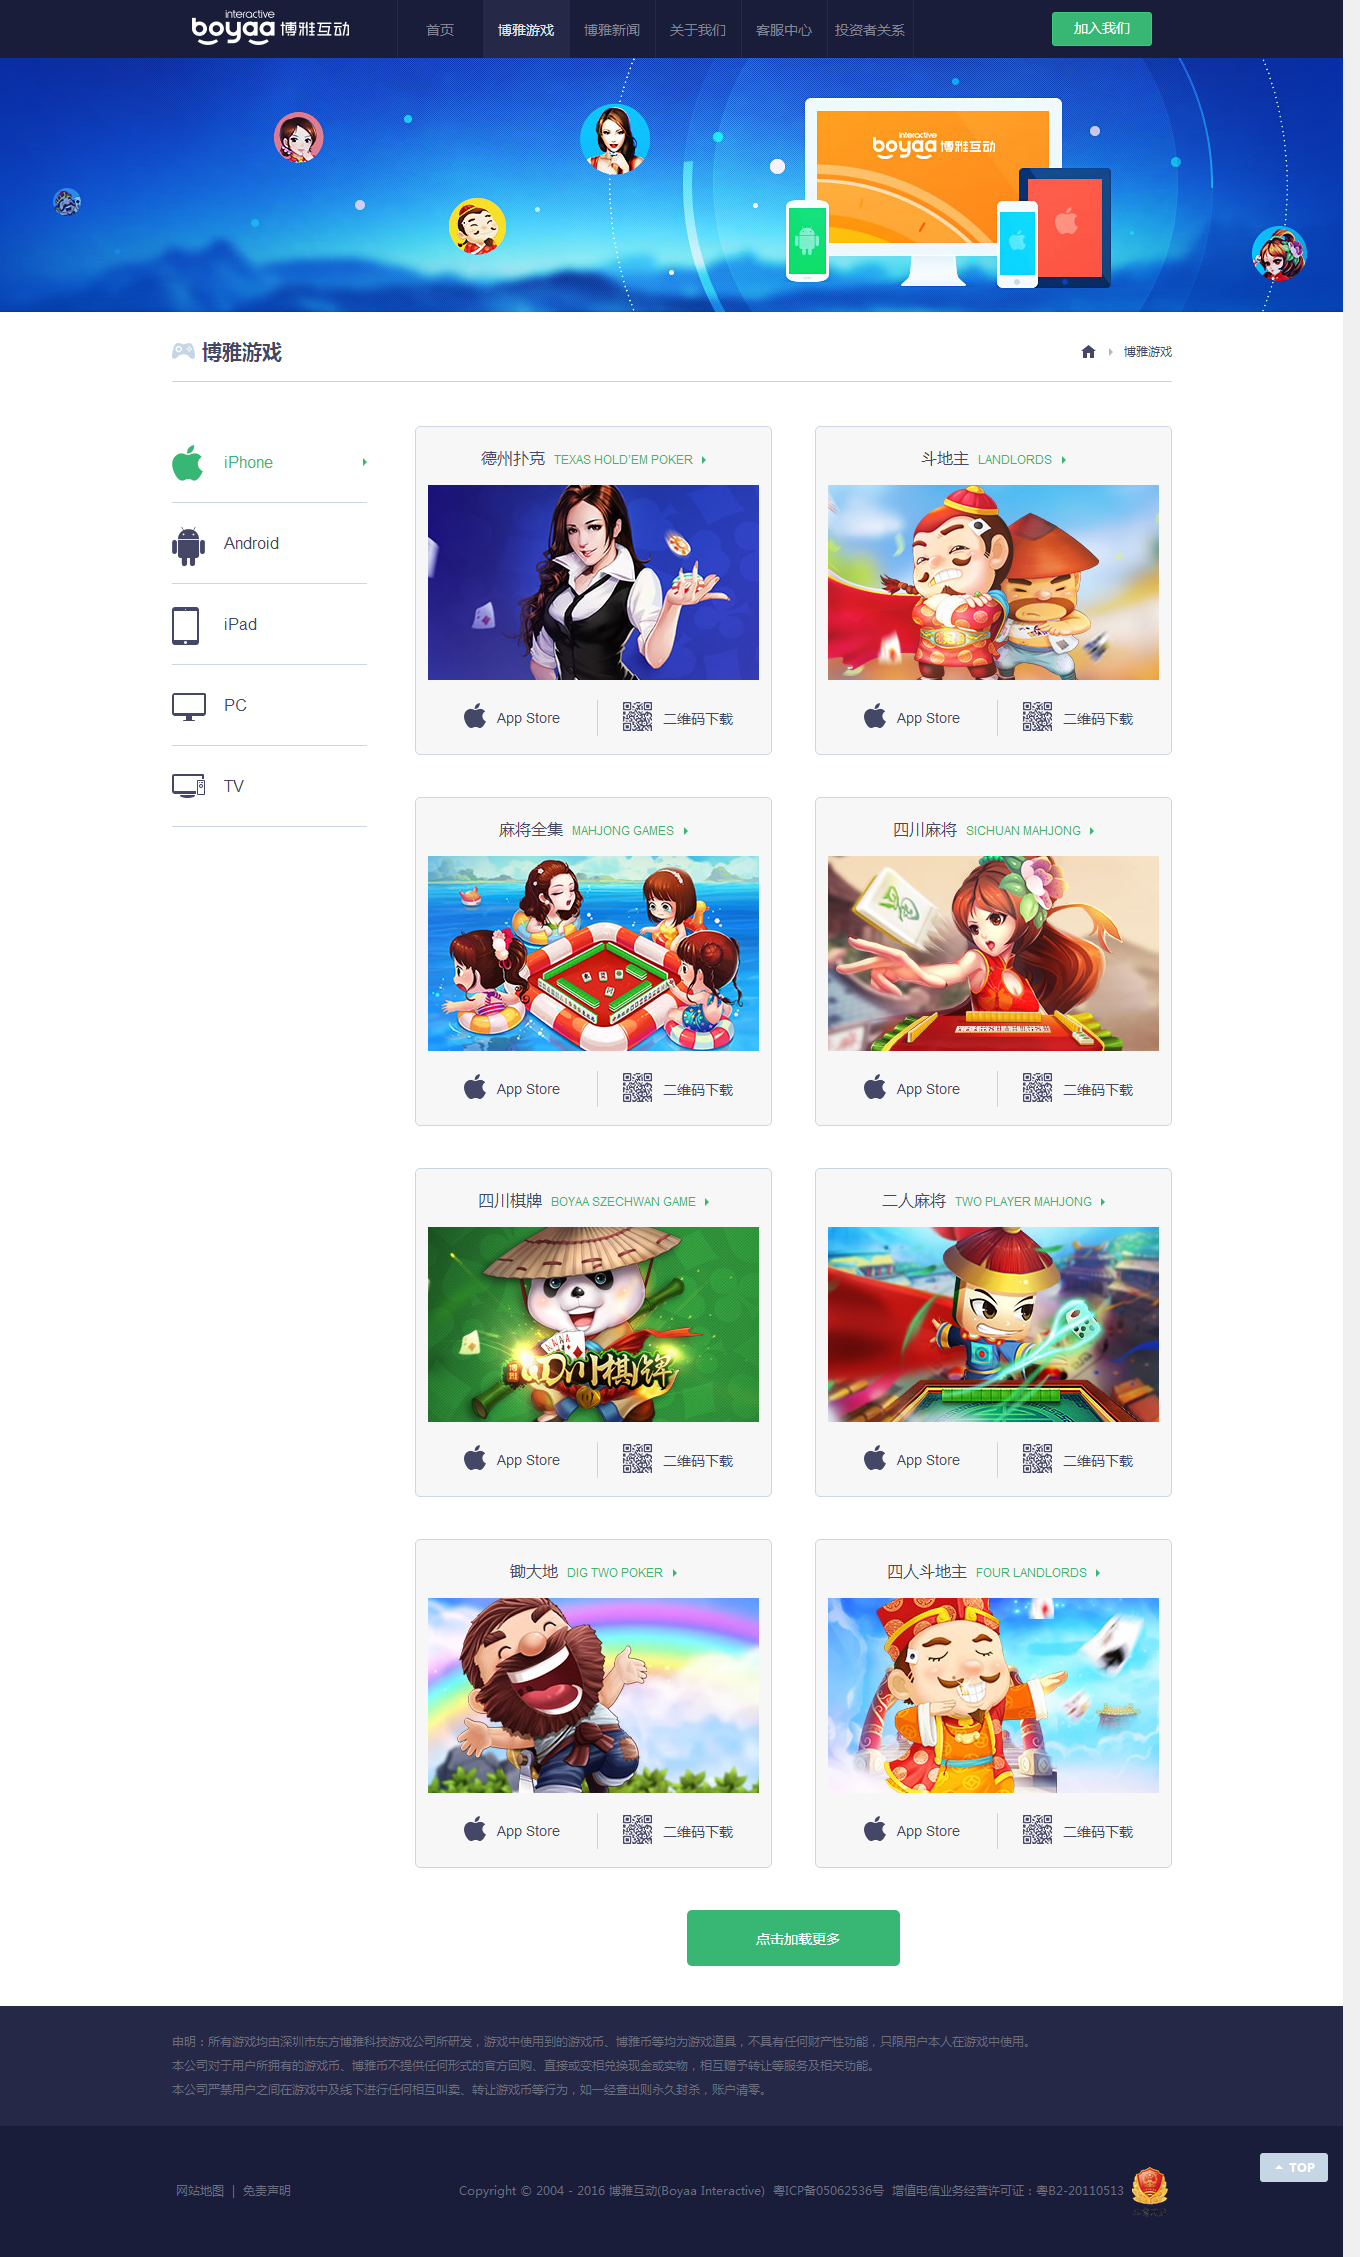 interactive
boyaa 博雅互动
首页
博雅游戏
博雅新闻
关于我们
客服中心
投资者关系
加入我们
interactive
boyaa 博雅互动
博雅游戏
博雅游戏
iPhone
Android
iPad
PC
TV
德州扑克 TEXAS HOLD'EM POKER
App Store
二维码下载
斗地主 LANDLORDS
App Store
二维码下载
麻将全集 MAHJONG GAMES
App Store
二维码下载
四川麻将 SICHUAN MAHJONG
App Store
二维码下载
四川棋牌 BOYAA SZECHWAN GAME
博雅
四川棋牌
App Store
二维码下载
二人麻将 TWO PLAYER MAHJONG
App Store
二维码下载
锄大地 DIG TWO POKER
App Store
二维码下载
四人斗地主 FOUR LANDLORDS
App Store
二维码下载
点击加载更多
申明：所有游戏均由深圳市东方博雅科技游戏公司所研发，游戏中使用到的游戏币、博雅币等均为游戏道具，不具有任何财产性功能，只限用户本人在游戏中使用。
本公司对于用户所拥有的游戏币、博雅币不提供任何形式的官方回购、直接或变相兑换现金或实物，相互赠予转让等服务及相关功能。
本公司严禁用户之间在游戏中及线下进行任何相互叫卖、转让游戏币等行为，如一经查出则永久封杀，账户清零。
TOP
网站地图 | 免责声明
Copyright © 2004 - 2016 博雅互动(Boyaa Interactive) 粤ICP备05062536号 增值电信业务经营许可证：粤B2-20110513